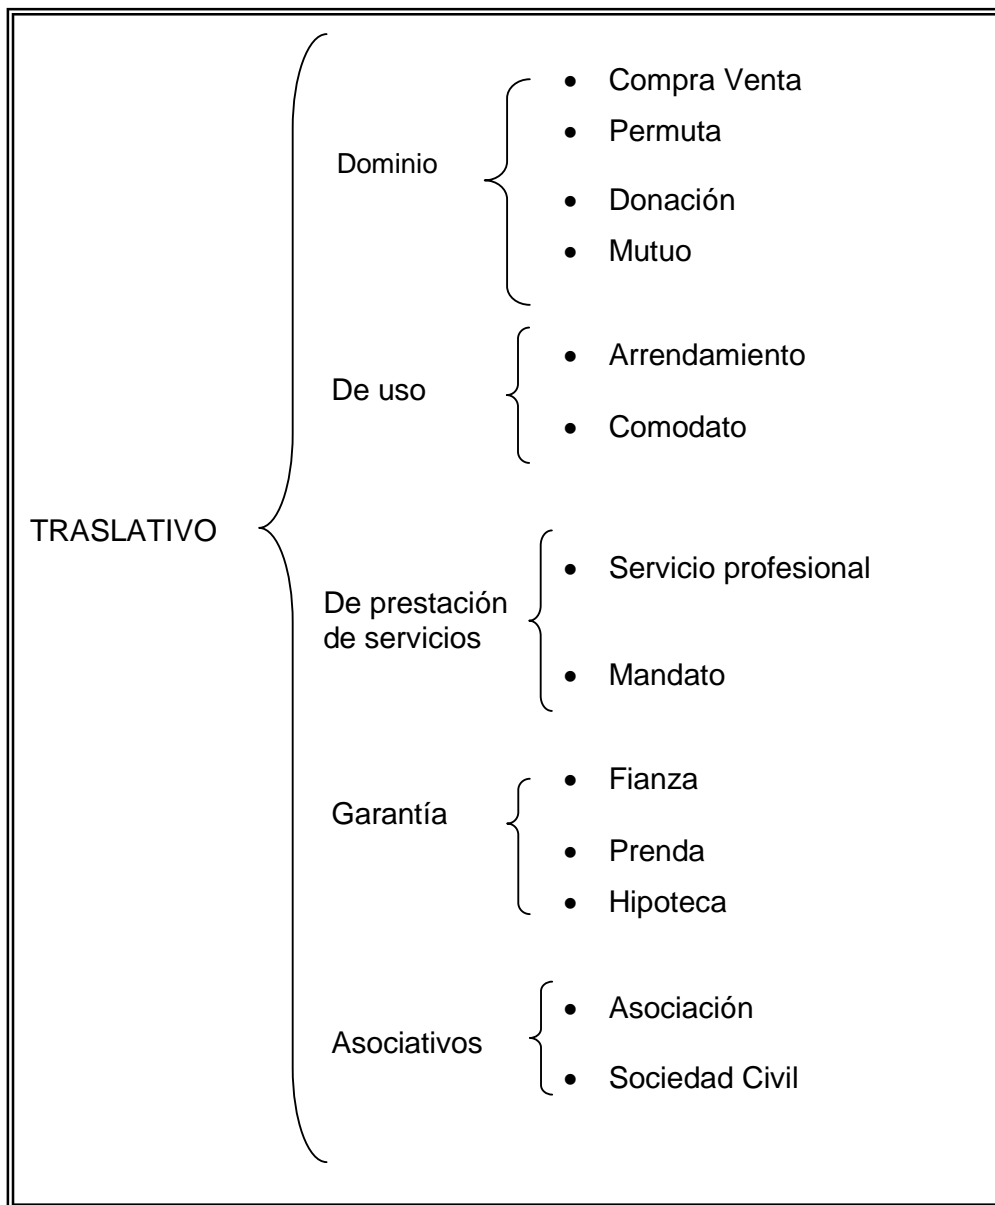 TRASLATIVO
Dominio
• Compra Venta
• Permuta
• Donación
• Mutuo
De uso
• Arrendamiento
• Comodato
De prestación
de servicios
• Servicio profesional
• Mandato
Garantía
• Fianza
• Prenda
• Hipoteca
Asociativos
• Asociación
• Sociedad Civil